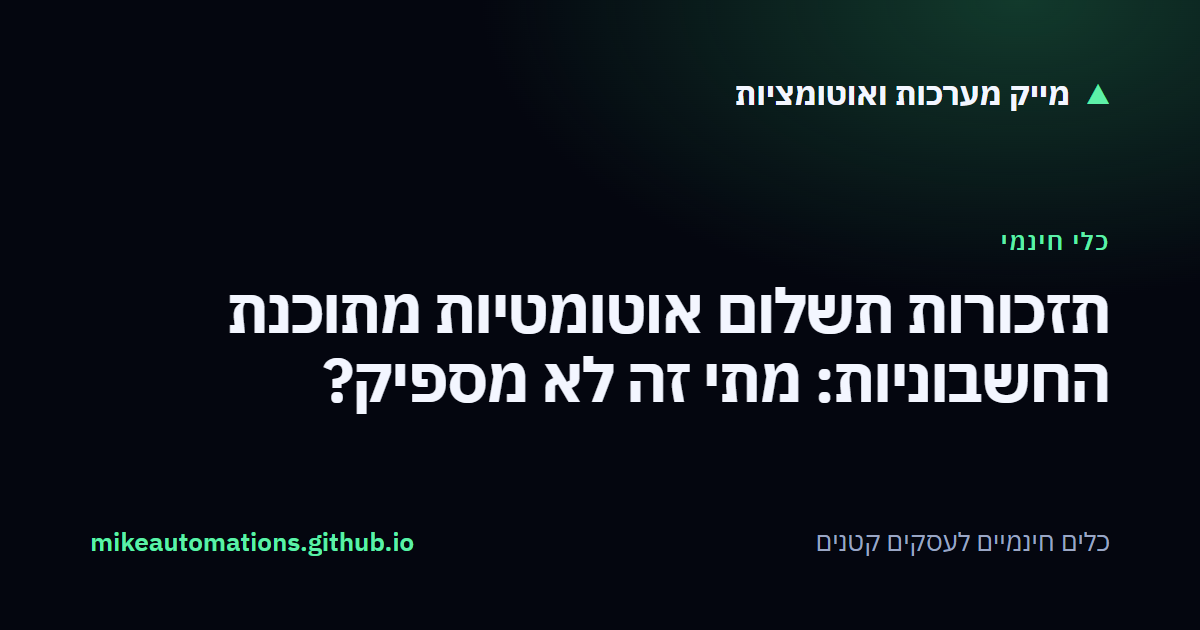 מייק מערכות ואוטומציות
כלי חינמי
תזכורות תשלום אוטומטיות מתוכנת
החשבוניות: מתי זה לא מספיק?
כלים חינמיים לעסקים קטנים
mikeautomations.github.io